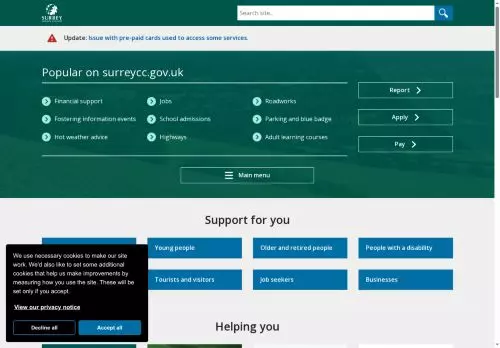 SURREY
Search site..
Update: Issue with pre-paid cards used to access some services.
Popular on surreycc.gov.uk
Financial support
Jobs
Roadworks
Fostering information events
School admissions
Parking and blue badge
Hot weather advice
Highways
Adult learning courses
Report
Apply
Pay
Main menu
Support for you
Young people
Older and retired people
People with a disability
Tourists and visitors
Job seekers
Businesses
We use necessary cookies to make our site
work. We'd also like to set some additional
cookies that help us make improvements by
measuring how you use the site. These will be
set only if you accept.
View our privacy notice
Decline all
Accept all
Helping you